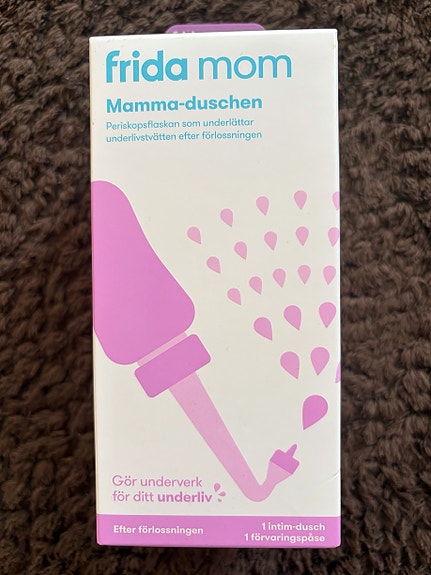 frida mom
Mamma-duschen
Periskopsflaskan som underlättar
underlivstvätten efter förlossningen
Gör underverk
för ditt underliv
Efter förlossningen
1 intim-dusch
1 förvaringspåse